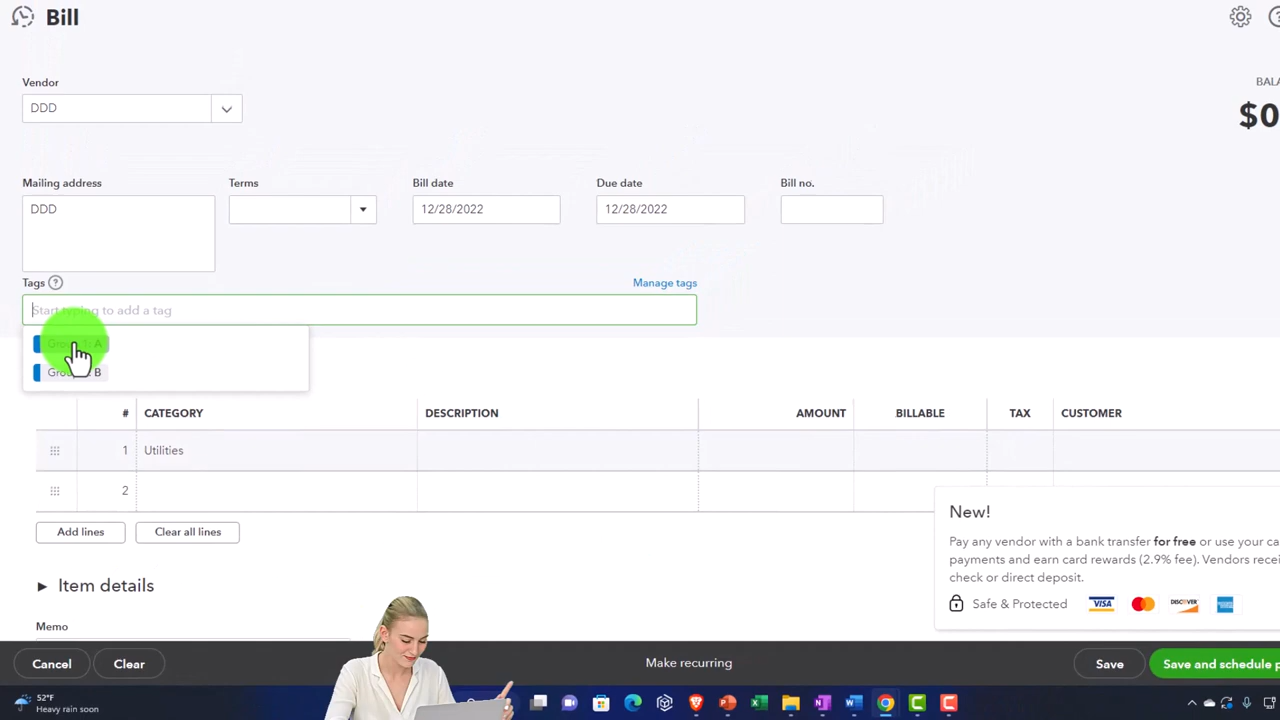 Bill
BALA
$0
Vendor
DDD
Mailing address
Terms
Bill date
Due date
Bill no.
DDD
12/28/2022
12/28/2022
Tags
Manage tags
Start typing to add a tag
A
B
#
CATEGORY
DESCRIPTION
AMOUNT
BILLABLE
TAX
CUSTOMER
1
Utilities
2
Add lines
Clear all lines
Item details
Memo
New!
Pay any vendor with a bank transfer for free or use your ca
payments and earn card rewards (2.9% fee). Vendors recei
check or direct deposit.
Safe & Protected
VISA
DISCOVER
Cancel
Clear
Make recurring
Save
Save and schedule p
52°F
Heavy rain soon